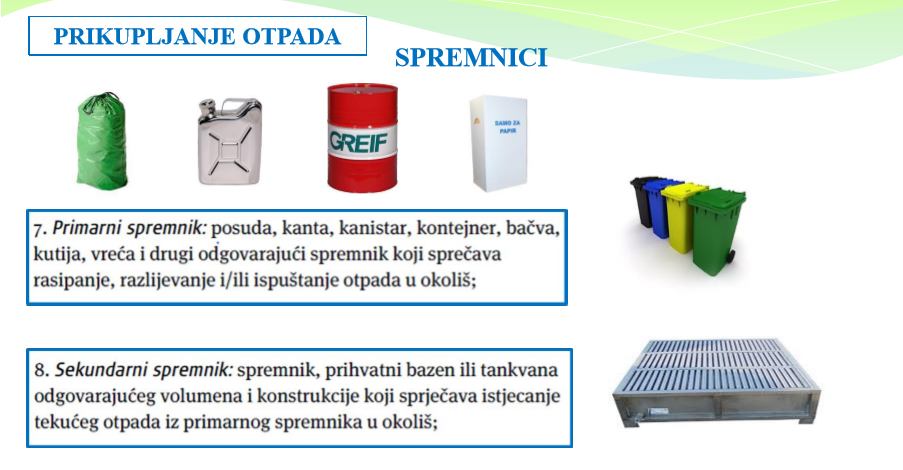 PRIKUPLJANJE OTPADA
SPREMNICI
GREIF
SAMO ZA
PAPIR
7. Primarni spremnik: posuda, kanta, kanistar, kontejner, bačva,
kutija, vreća i drugi odgovarajući spremnik koji sprečava
rasipanje, razlijevanje i/ili ispuštanje otpada u okoliš;
8. Sekundarni spremnik: spremnik, prihvatni bazen ili tankvana
odgovarajućeg volumena i konstrukcije koji sprječava istjecanje
tekućeg otpada iz primarnog spremnika u okoliš;